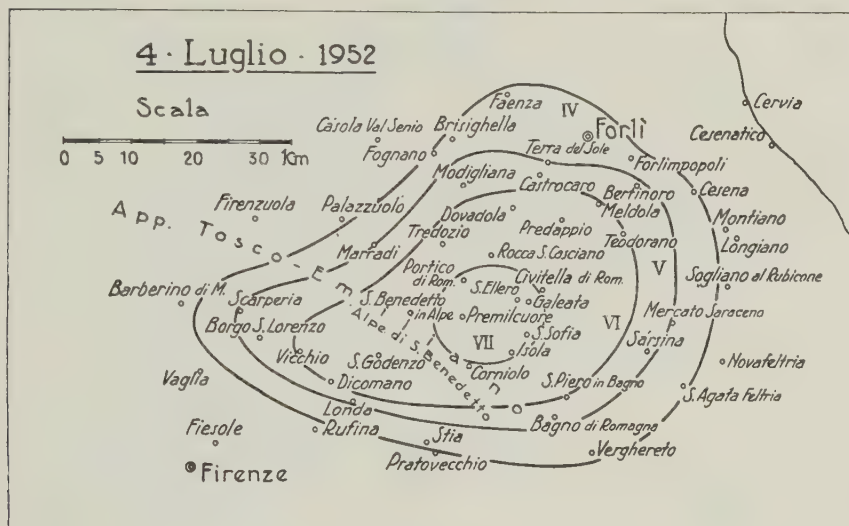 4 · Luglio · 1952
Scala
0 5 10 20 30 Km
Faenza
IV
Forlì
Cervia
Cesenatico
Casola Val Senio
Brisighella
Fognano
Terra del Sole
Forlimpopoli
Modigliana
Castrocaro
Bertinoro
Cesena
Firenzuola
Palazzuolo
Dovadola
Meldola
Montiano
Predappio
Teodorano
Longiano
App. Tosco-Emiliano
Marradi
Tredozio
Rocca S. Casciano
V
Portico di Rom.
Civitella di Rom.
Sogliano al Rubicone
Barberino di M.
Scarperia
S. Benedetto in Alpe
S. Ellero
Galeata
Mercato Saraceno
Borgo S. Lorenzo
Alpe di S. Benedetto
Premilcuore
VI
S. Sofia
Sársina
VII
Isola
Vicchio
S. Gòdenzo
Corniolo
Novafeltria
Vaglia
Dicomano
S. Piero in Bagno
S. Agata Feltria
Londa
Bagno di Romagna
Fiesole
Rufina
Stia
Verghereto
Pratovecchio
Firenze